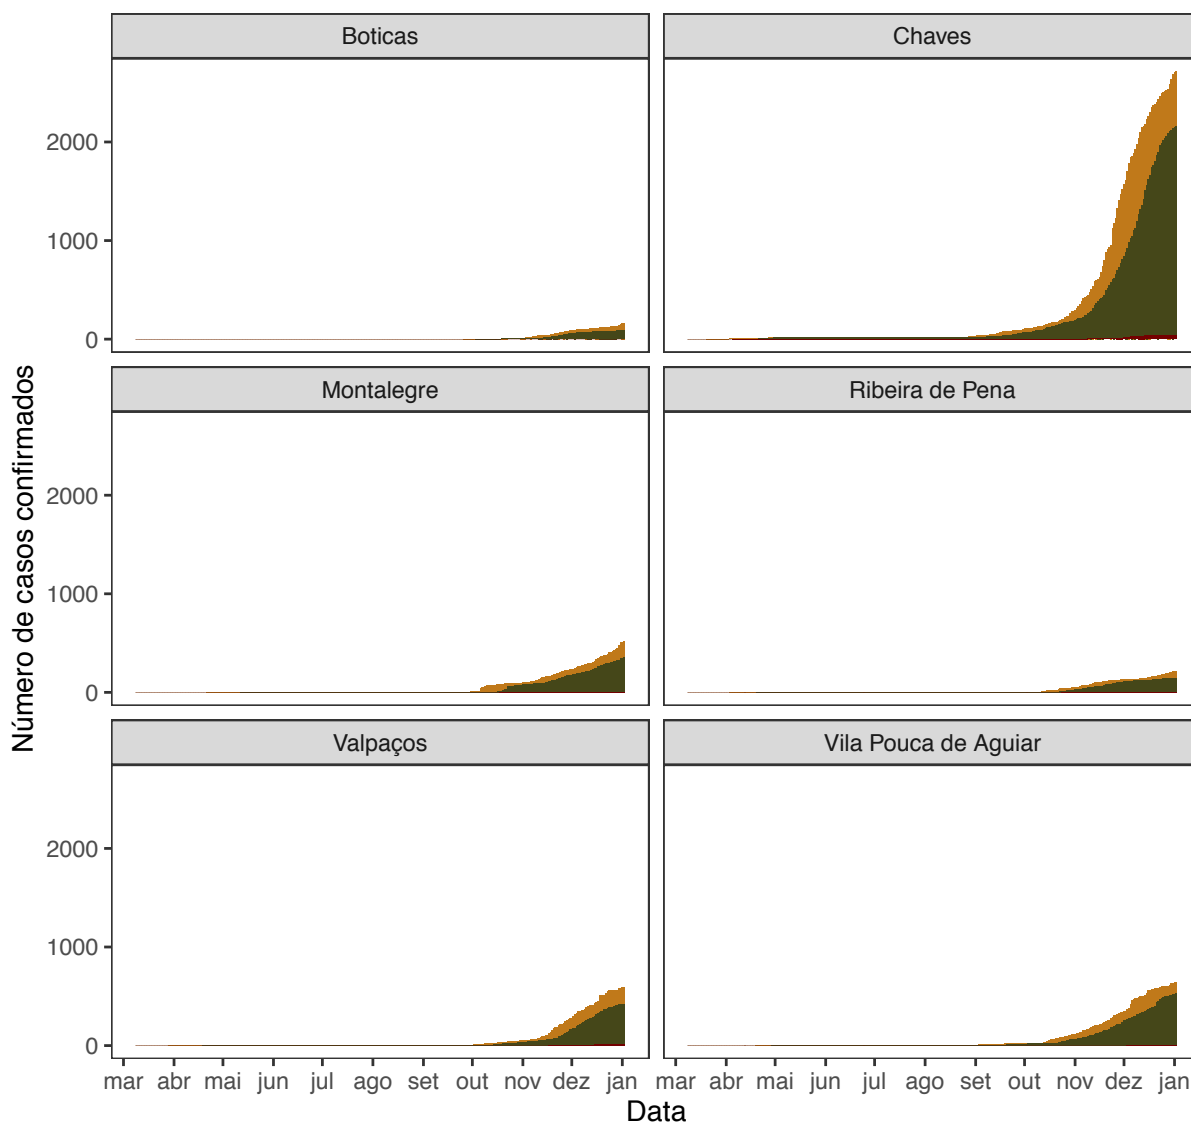 Boticas
Chaves
2000
1000
0
Montalegre
Ribeira de Pena
2000
1000
0
Valpaços
Vila Pouca de Aguiar
2000
1000
0
mar abr mai jun jul ago set out nov dez jan
mar abr mai jun jul ago set out nov dez jan
Data
Número de casos confirmados